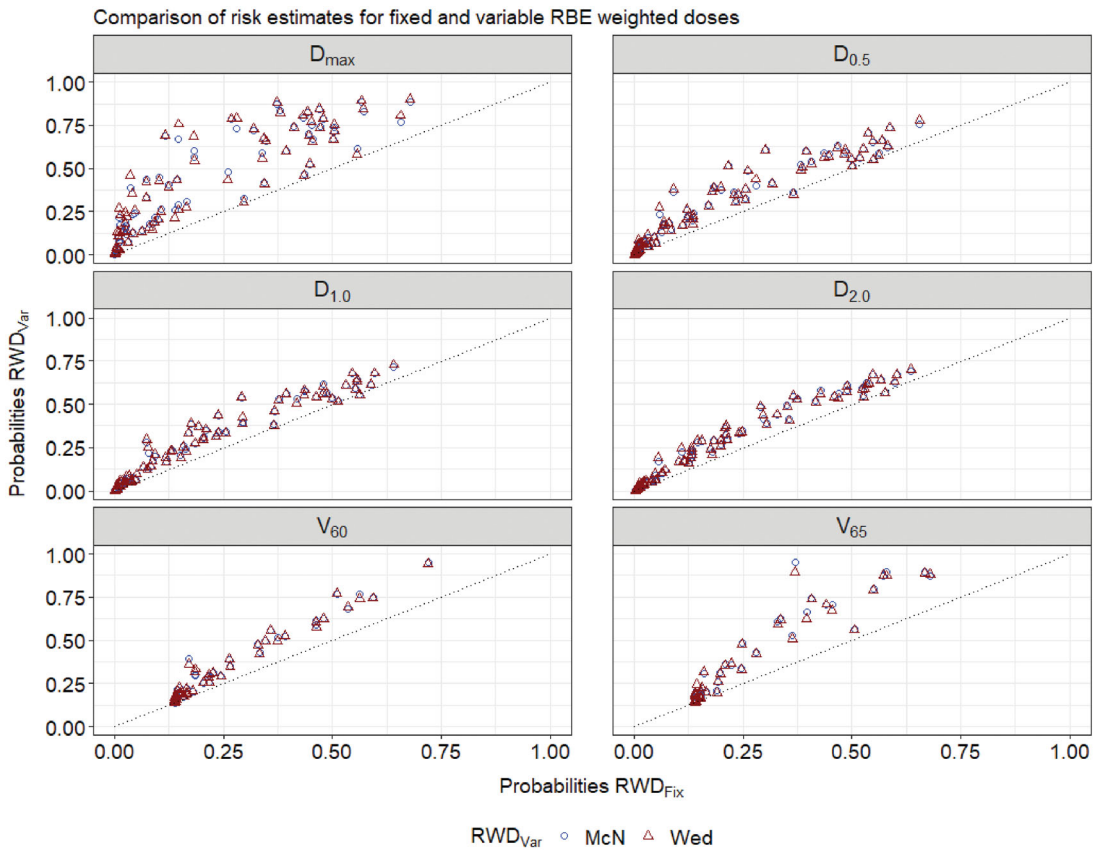 Comparison of risk estimates for fixed and variable RBE weighted doses
Dmax
D0.5
1.00
0.75
0.50
0.25
0.00
D1.0
D2.0
1.00
0.75
0.50
0.25
0.00
V60
V65
1.00
0.75
0.50
0.25
0.00
0.00 0.25 0.50 0.75 1.00
0.00 0.25 0.50 0.75 1.00
Probabilities RWDVar
Probabilities RWDFix
RWDVar McN Wed